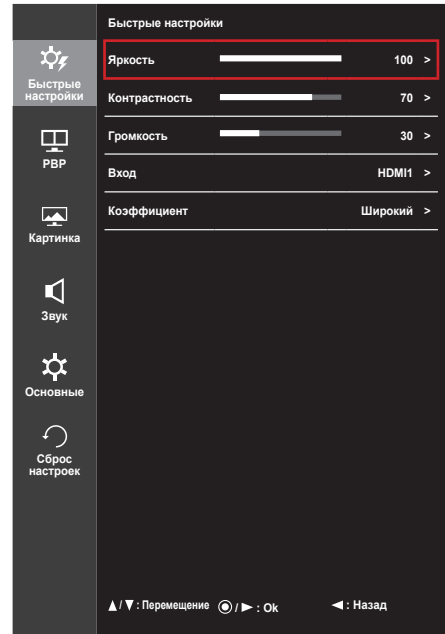 Быстрые настройки
Яркость 100 >
Быстрые
настройки
Контрастность 70 >
Громкость 30 >
PBP
Вход HDMI1 >
Коэффициент Широкий >
Картинка
Звук
Основные
Сброс
настроек
▲/▼: Перемещение ◉/►: Ok ◄: Назад